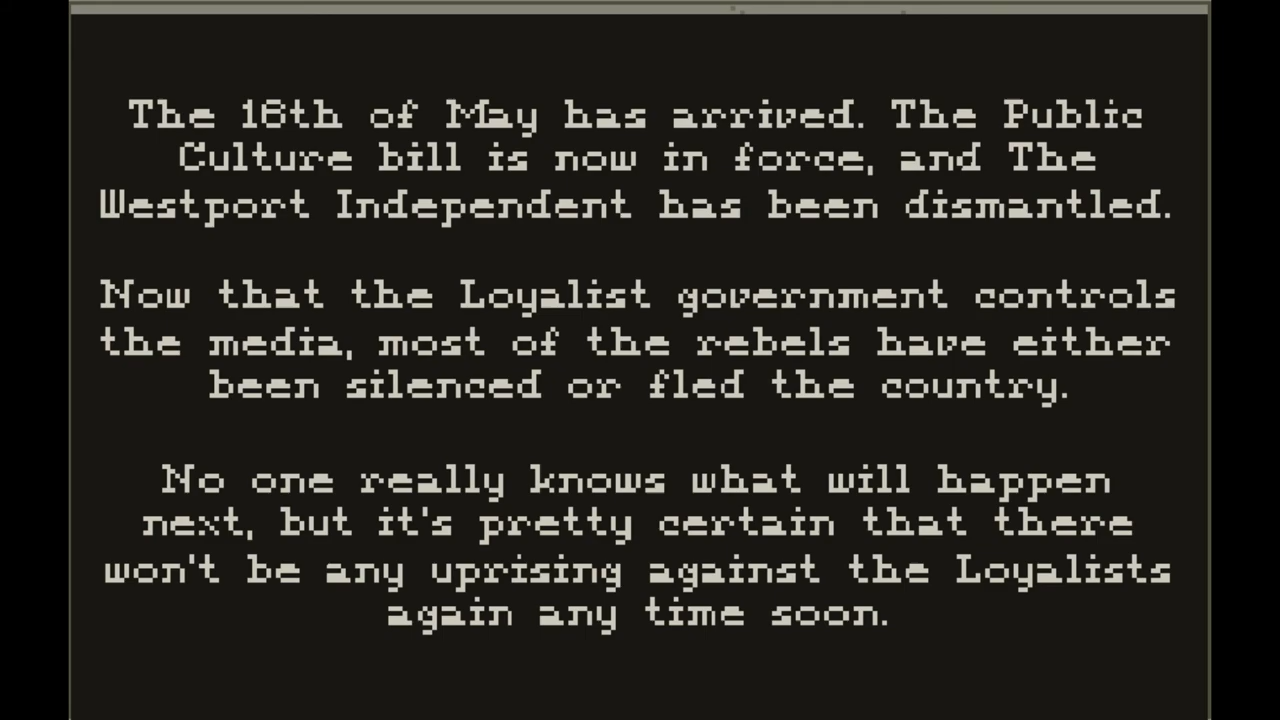 The 16th of May has arrived. The Public
Culture bill is now in force, and The
Westport Independent has been dismantled.
Now that the Loyalist government controls
the media, most of the rebels have either
been silenced or fled the country.
No one really knows what will happen
next, but it's pretty certain that there
won't be any uprising against the Loyalists
again any time soon.